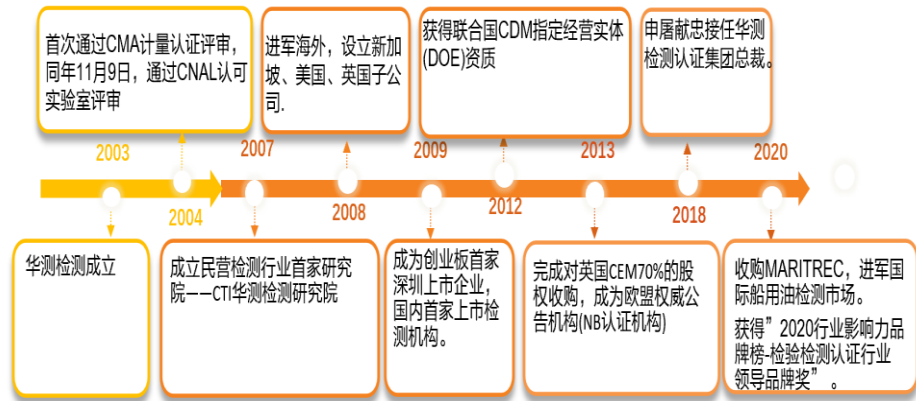 首次通过CMA计量认证评审，
同年11月9日，通过CNAL认可
实验室评审
进军海外，设立新加
坡、美国、英国子公
司.
获得联合国CDM指定经营实体
(DOE)资质
申屠献忠接任华测
检测认证集团总裁。
2003
2007
2009
2013
2020
2004
2008
2012
2018
华测检测成立
成立民营检测行业首家研究
院——CTI华测检测研究院
成为创业板首家
深圳上市企业，
国内首家上市检
测机构。
完成对英国CEM70%的股
权收购，成为欧盟权威公
告机构(NB认证机构)
收购MARITREC，进军国
际船用油检测市场。
获得”2020行业影响力品
牌榜-检验检测认证行业
领导品牌奖”。